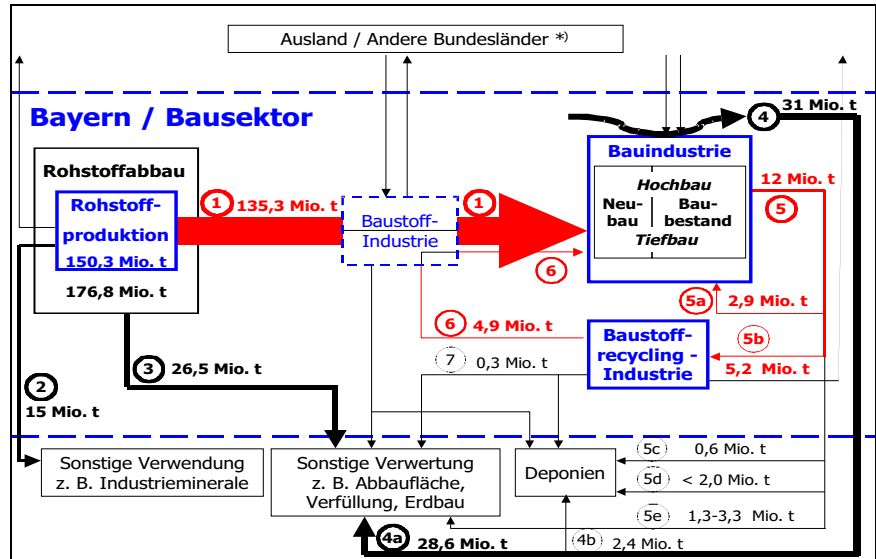 Ausland / Andere Bundesländer *)
Bayern / Bausektor
4
31 Mio. t
Rohstoffabbau
Rohstoff-
produktion
150,3 Mio. t
176,8 Mio. t
1
135,3 Mio. t
Baustoff-
Industrie
1
Bauindustrie
Hochbau
Neu-
bau
Bau-
bestand
Tiefbau
12 Mio. t
5
6
5a
2,9 Mio. t
6
4,9 Mio. t
Baustoff-
recycling -
Industrie
5b
5,2 Mio. t
7
0,3 Mio. t
3
26,5 Mio. t
2
15 Mio. t
Sonstige Verwendung
z. B. Industrieminerale
Sonstige Verwertung
z. B. Abbaufläche,
Verfüllung, Erdbau
Deponien
5c
0,6 Mio. t
5d
< 2,0 Mio. t
5e
1,3-3,3 Mio. t
4a
28,6 Mio. t
4b
2,4 Mio. t